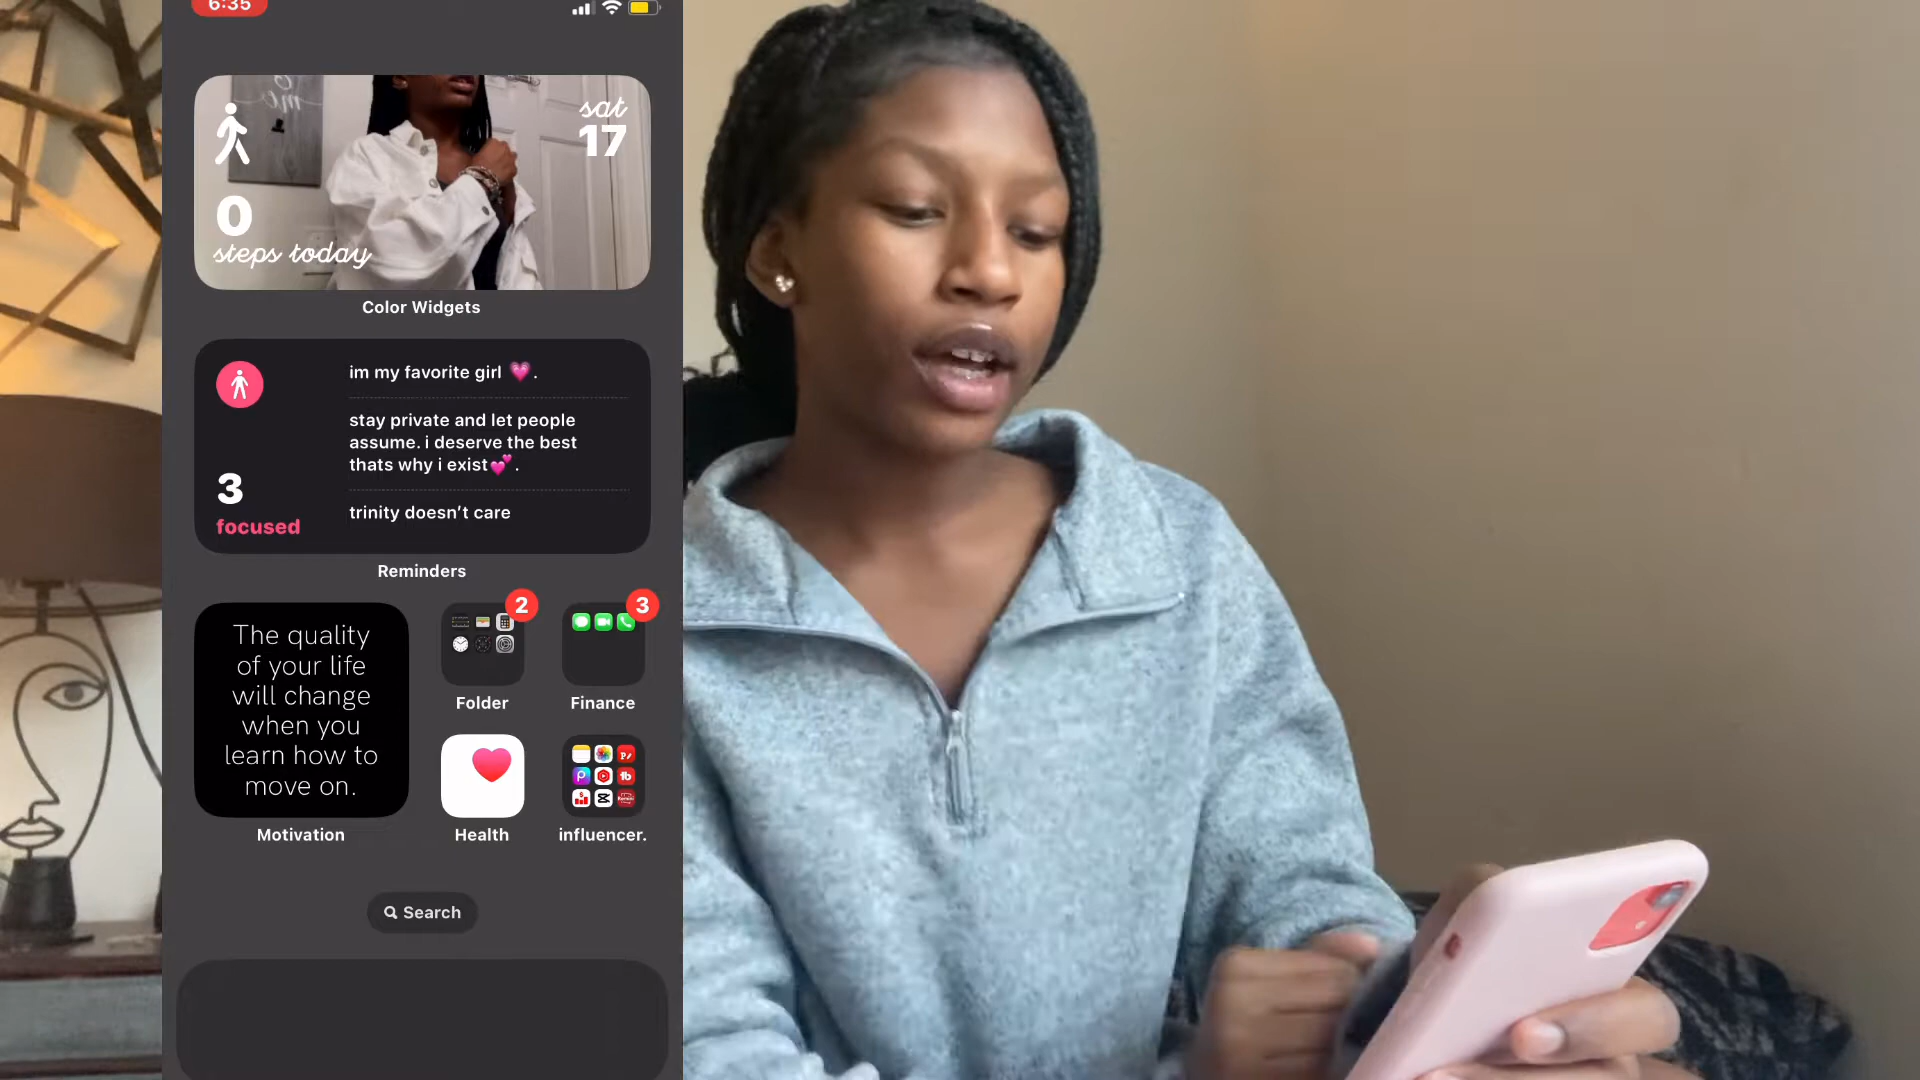 6:35
sat
17
0
steps today
Color Widgets
im my favorite girl 💗.
stay private and let people
assume. i deserve the best
thats why i exist💕.
3
focused
trinity doesn’t care
Reminders
The quality
of your life
will change
when you
learn how to
move on.
Motivation
2
Folder
3
Finance
Health
influencer.
Search